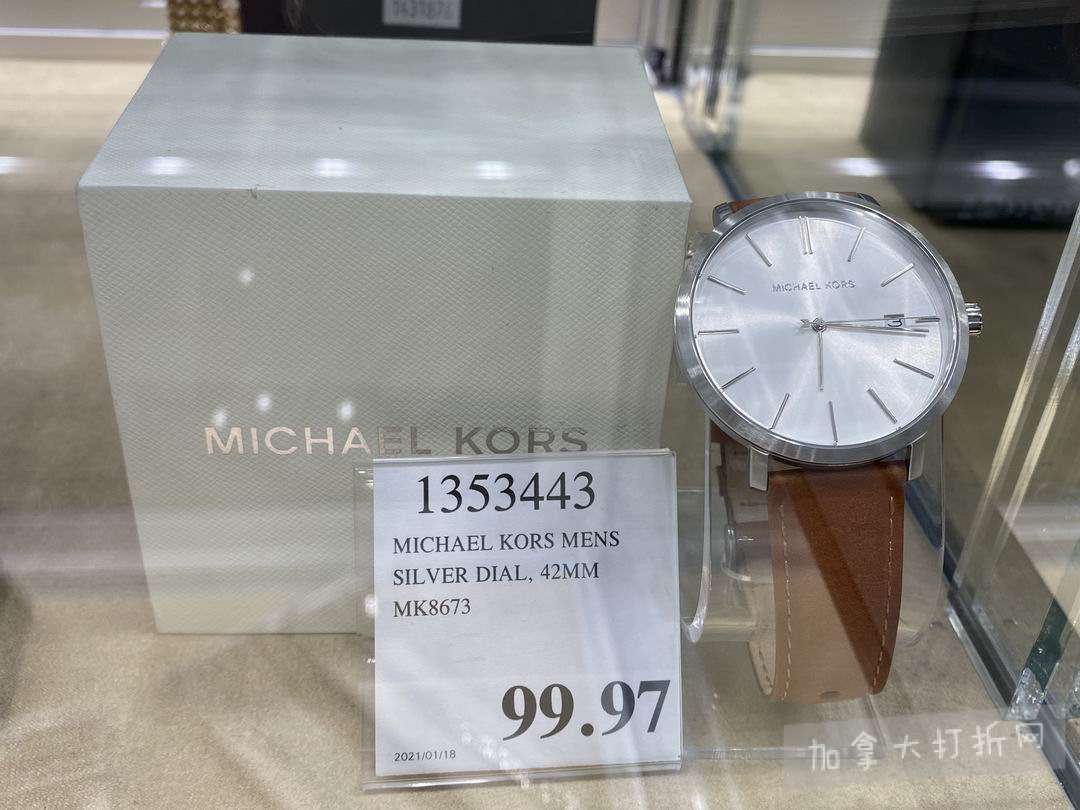 MICHAEL KORS
MICHAEL KORS
1353443
MICHAEL KORS MENS
SILVER DIAL, 42MM
MK8673
99.97
2021/01/18
加拿大打折网